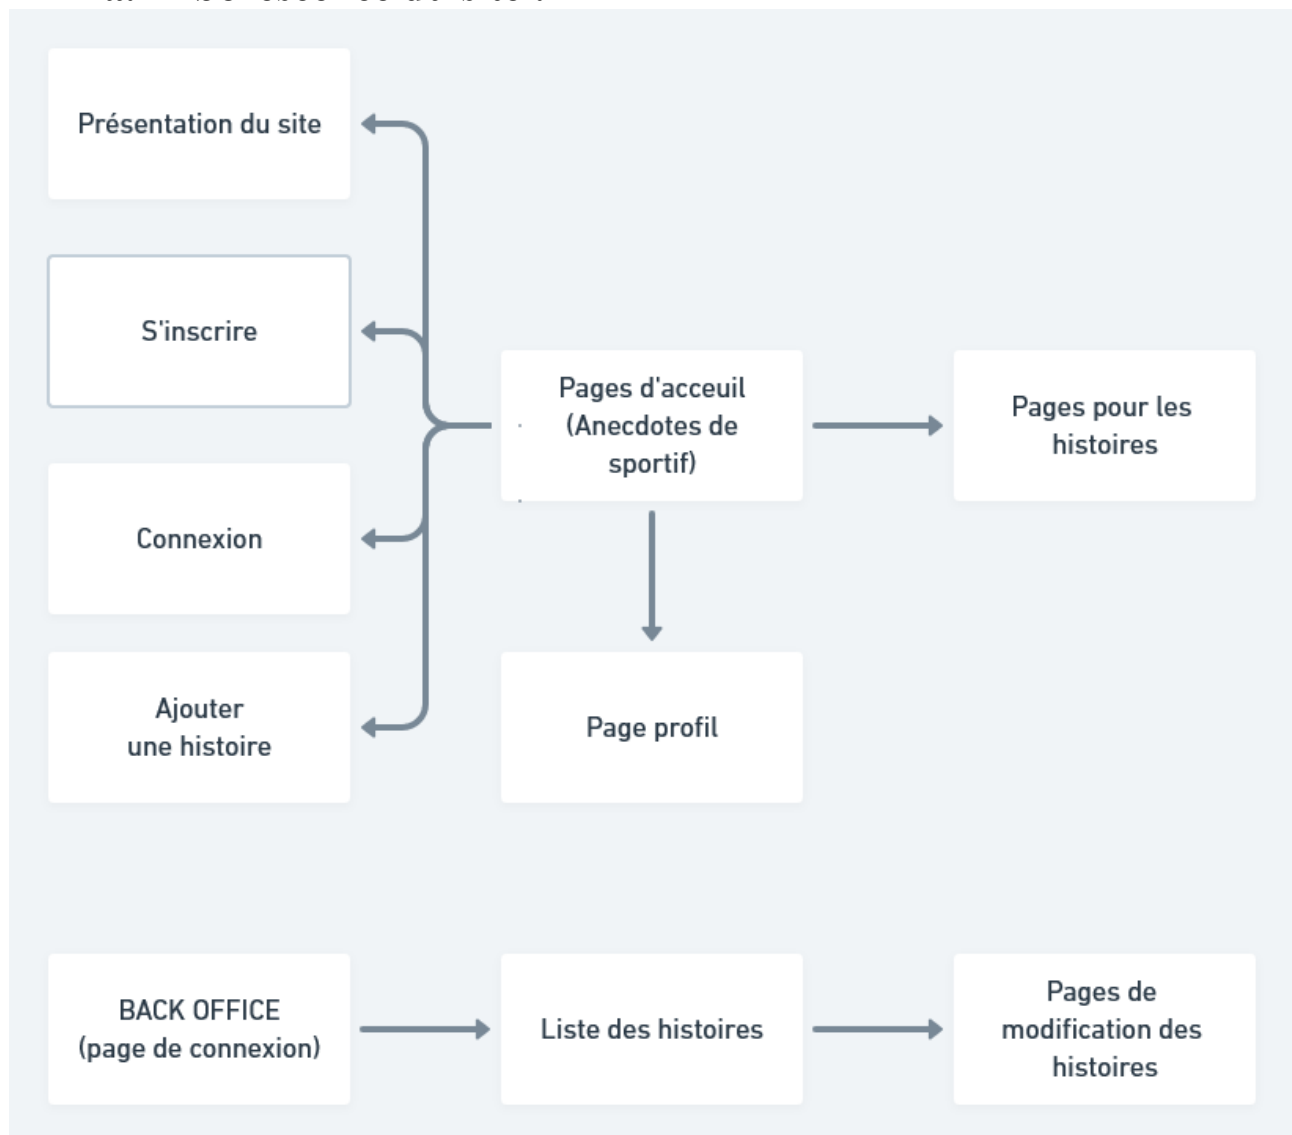 Présentation du site
S'inscrire
Pages d'acceuil
(Anecdotes de
sportif)
Pages pour les
histoires
Connexion
Ajouter
une histoire
Page profil
BACK OFFICE
(page de connexion)
Liste des histoires
Pages de
modification des
histoires